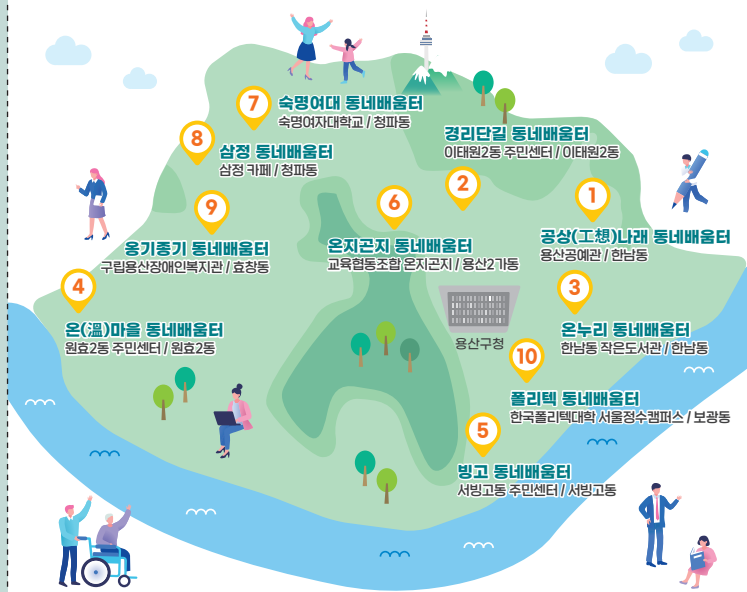 7
숙명여대 동네배움터
숙명여자대학교 / 청파동
8
삼정 동네배움터
삼정 카페 / 청파동
경리단길 동네배움터
이태원2동 주민센터 / 이태원2동
2
1
공상(工想)나래 동네배움터
용산공예관 / 한남동
9
옹기종기 동네배움터
구립용산장애인복지관 / 효창동
6
온지곤지 동네배움터
교육협동조합 온지곤지 / 용산2가동
4
온(溫)마을 동네배움터
원효2동 주민센터 / 원효2동
3
온누리 동네배움터
한남동 작은도서관 / 한남동
용산구청
10
폴리텍 동네배움터
한국폴리텍대학 서울정수캠퍼스 / 보광동
5
빙고 동네배움터
서빙고동 주민센터 / 서빙고동